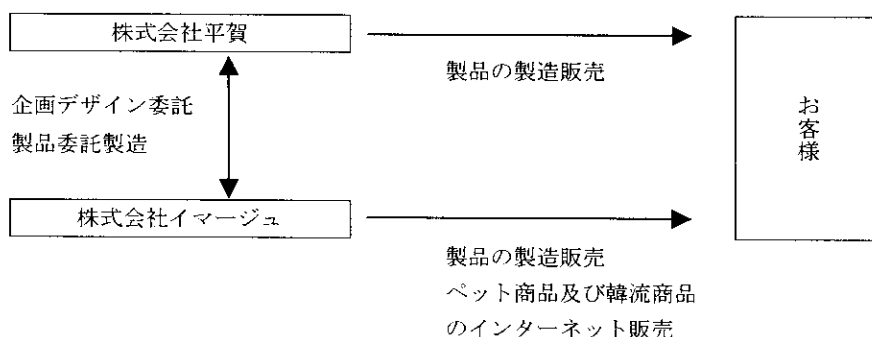 株式会社平賀
製品の製造販売
企画デザイン委託
製品委託製造
お客様
株式会社イマージュ
製品の製造販売
ペット商品及び韓流商品
のインターネット販売